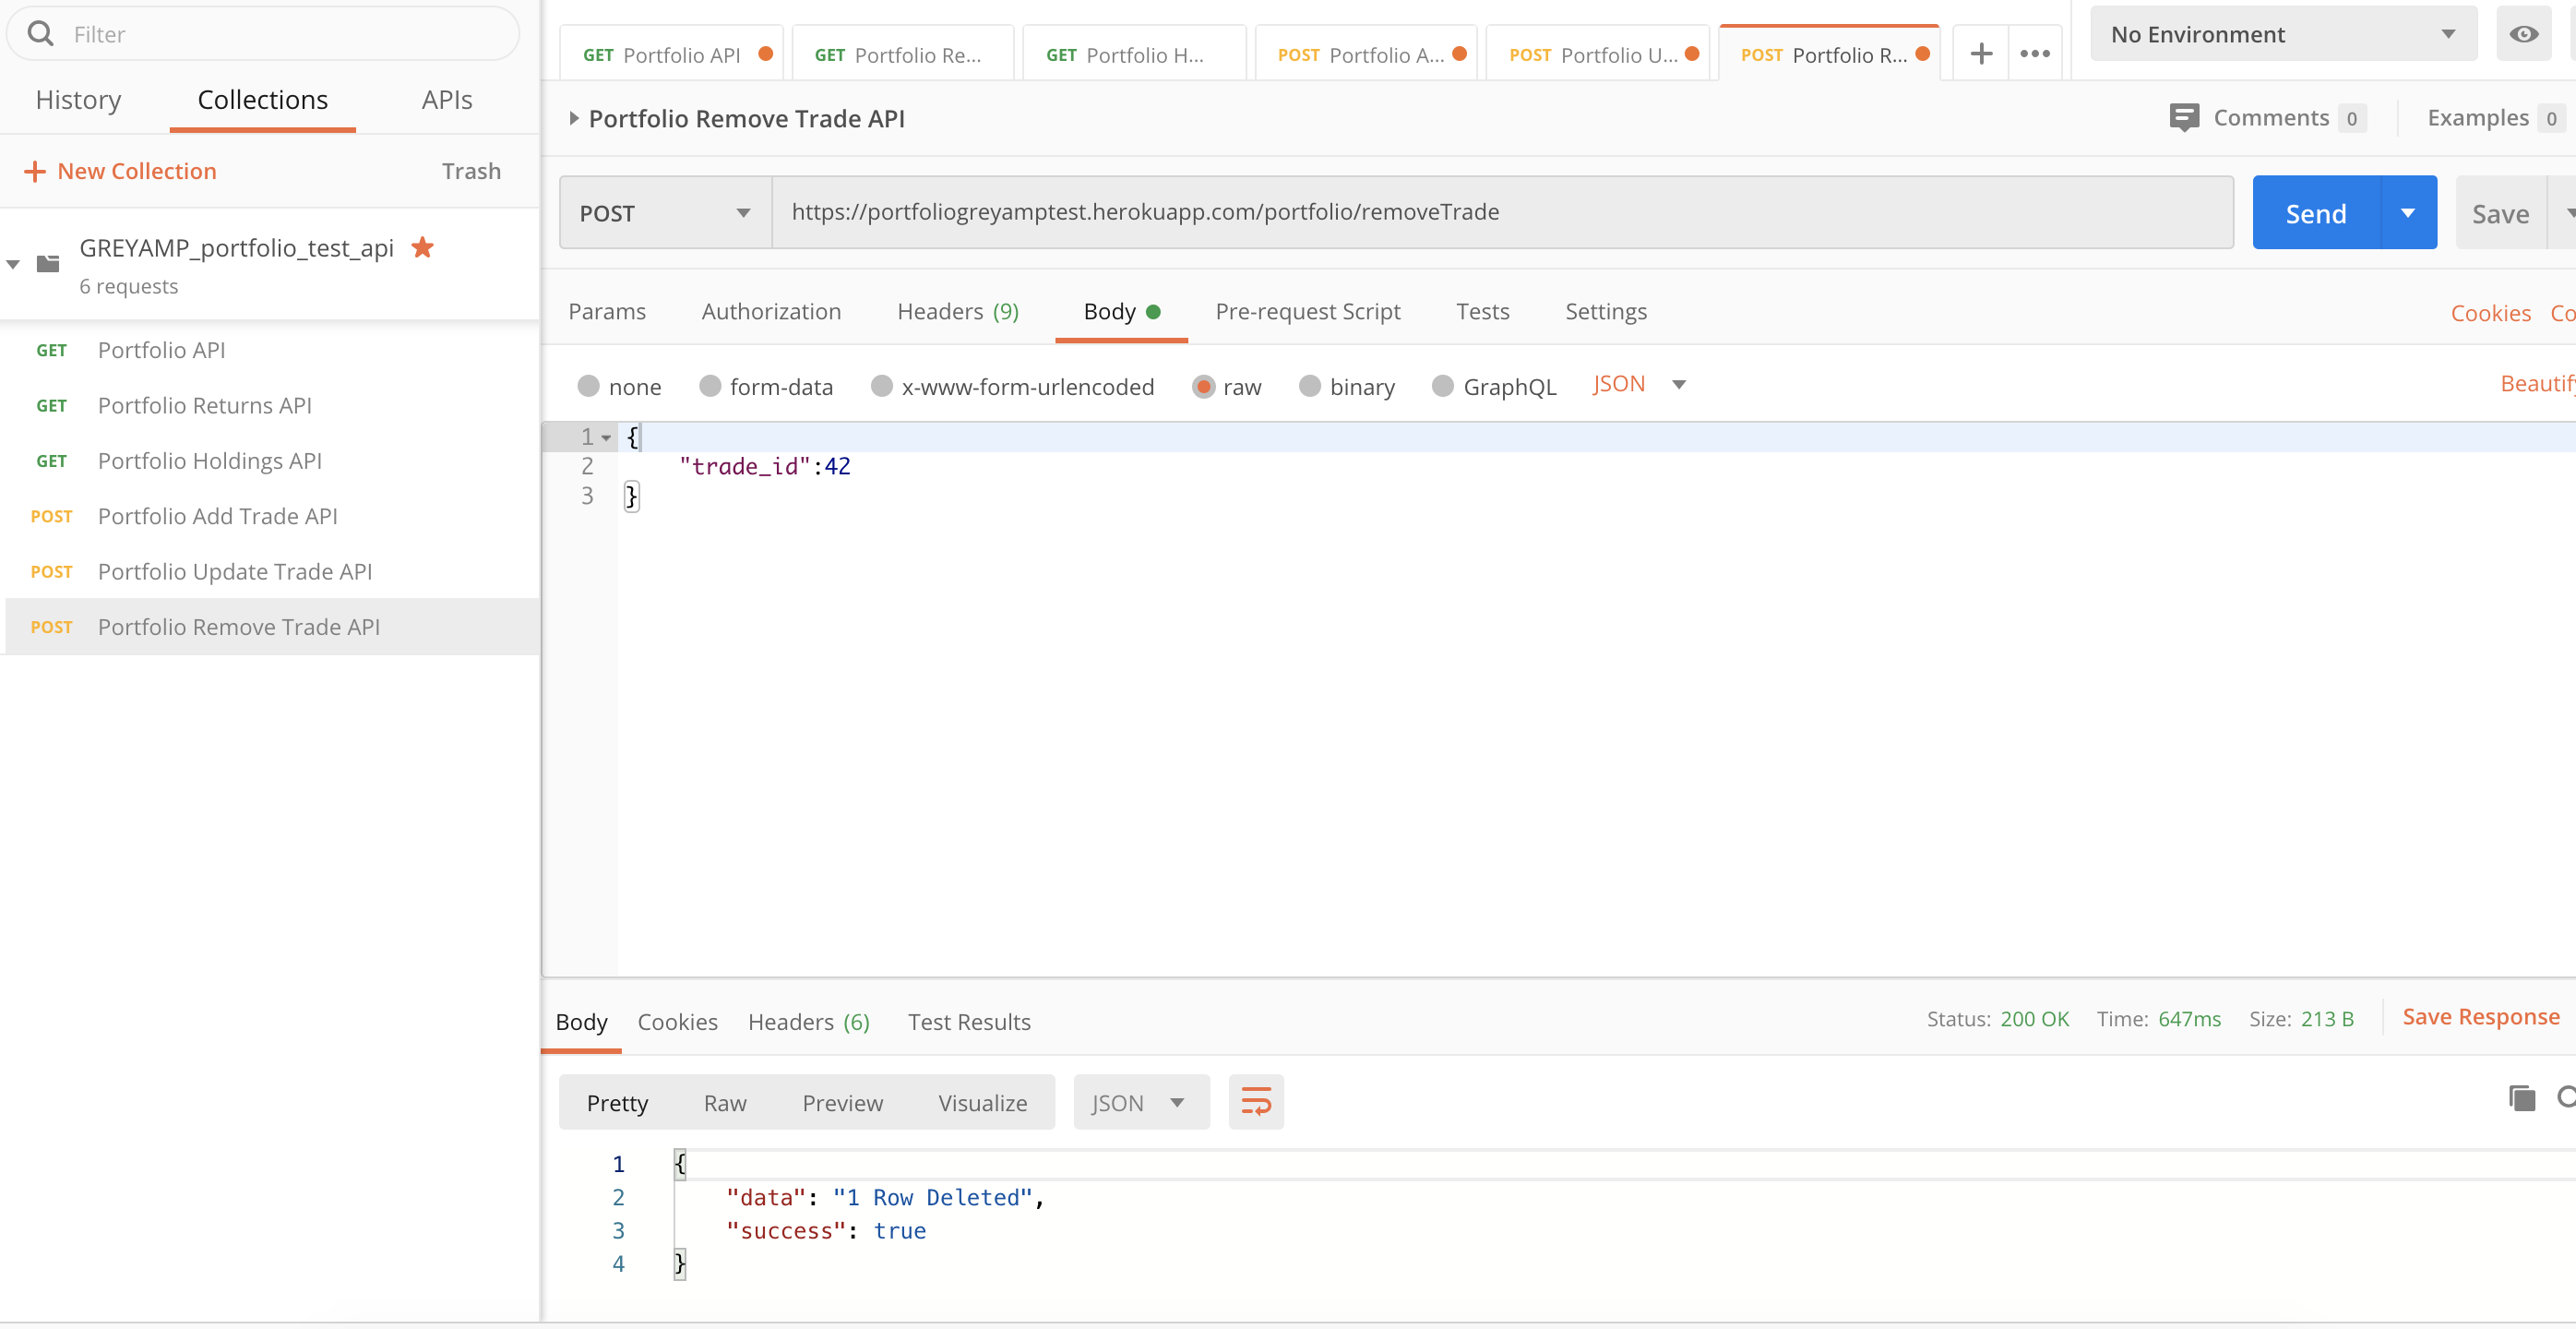 Filter
History Collections APIs
+ New Collection Trash
GREYAMP_portfolio_test_api
6 requests
GET Portfolio API
GET Portfolio Returns API
GET Portfolio Holdings API
POST Portfolio Add Trade API
POST Portfolio Update Trade API
POST Portfolio Remove Trade API
GET Portfolio API GET Portfolio Re... GET Portfolio H... POST Portfolio A... POST Portfolio U... POST Portfolio R... + ••• No Environment
Portfolio Remove Trade API Comments 0 Examples 0
POST https://portfoliogreyamptest.herokuapp.com/portfolio/removeTrade Send Save
Params Authorization Headers (9) Body Pre-request Script Tests Settings Cookies Co
none form-data x-www-form-urlencoded raw binary GraphQL JSON Beautify
1 {
2 "trade_id":42
3 }
Body Cookies Headers (6) Test Results Status: 200 OK Time: 647ms Size: 213 B Save Response
Pretty Raw Preview Visualize JSON
1 {
2 "data": "1 Row Deleted",
3 "success": true
4 }